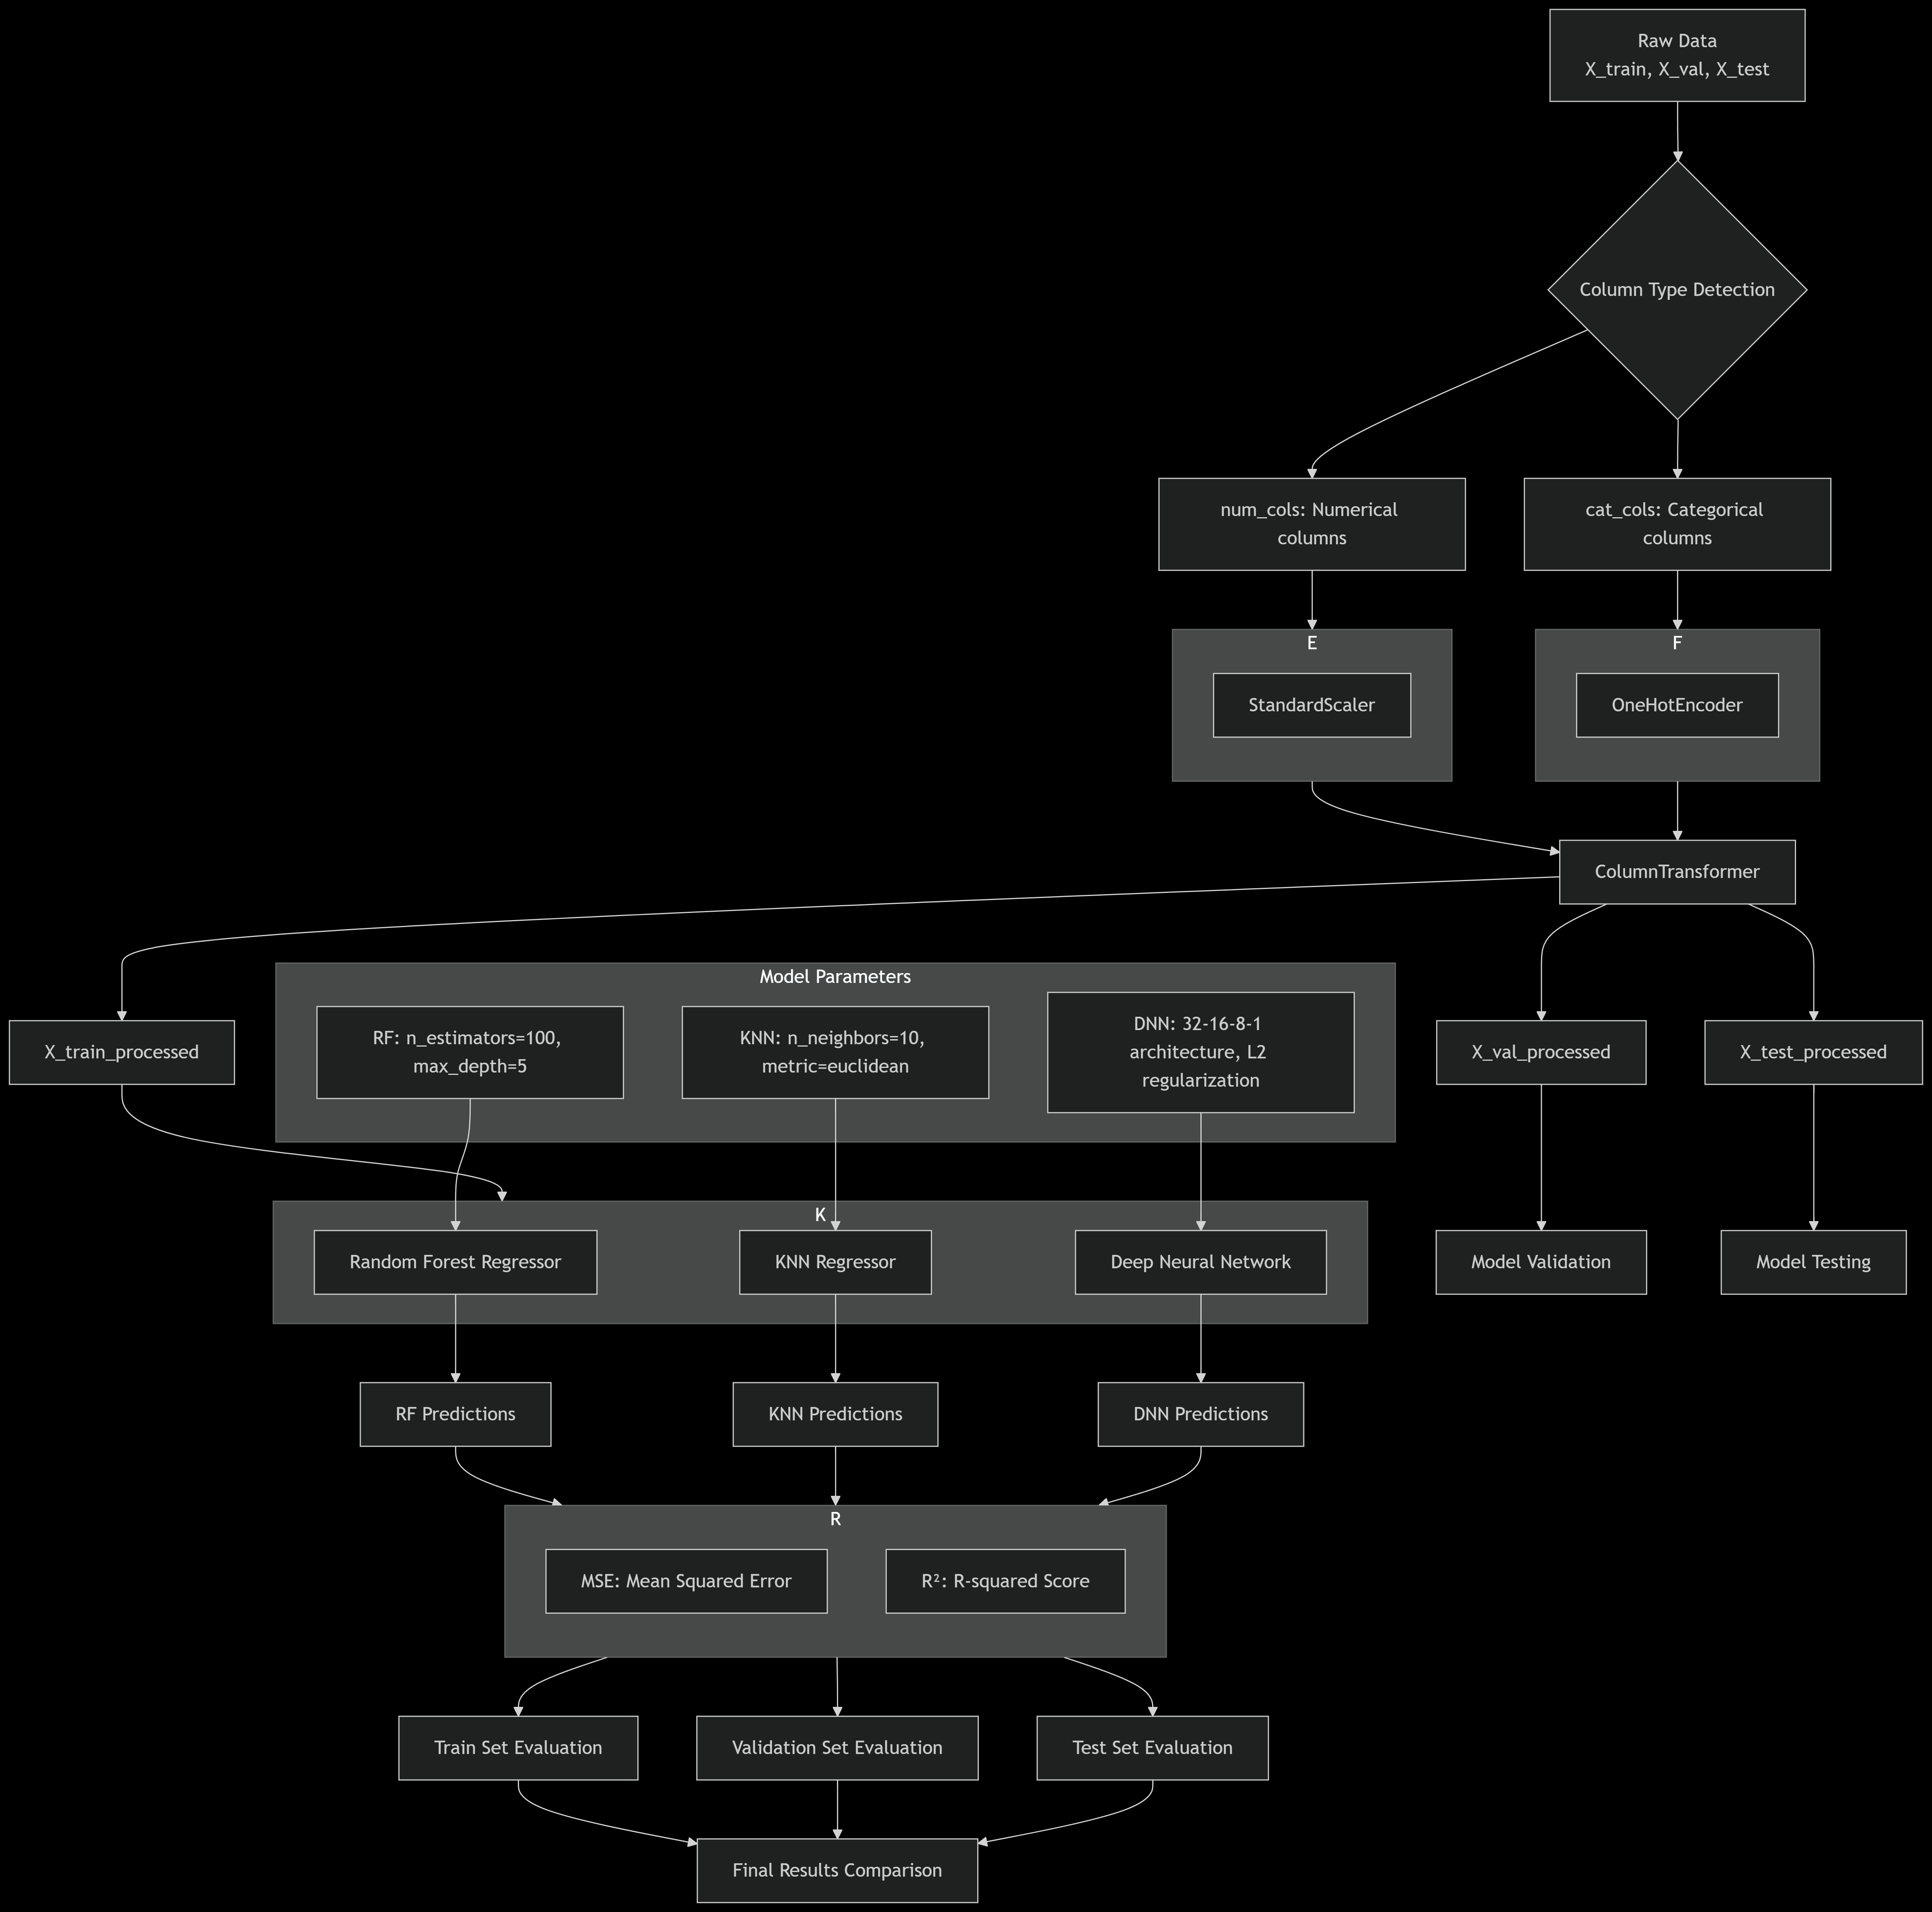 Raw Data
X_train, X_val, X_test
Column Type Detection
num_cols: Numerical
columns
cat_cols: Categorical
columns
E
StandardScaler
F
OneHotEncoder
ColumnTransformer
Model Parameters
RF: n_estimators=100,
max_depth=5
KNN: n_neighbors=10,
metric=euclidean
DNN: 32-16-8-1
architecture, L2
regularization
X_train_processed
X_val_processed
X_test_processed
K
Random Forest Regressor
KNN Regressor
Deep Neural Network
Model Validation
Model Testing
RF Predictions
KNN Predictions
DNN Predictions
R
MSE: Mean Squared Error
R²: R-squared Score
Train Set Evaluation
Validation Set Evaluation
Test Set Evaluation
Final Results Comparison